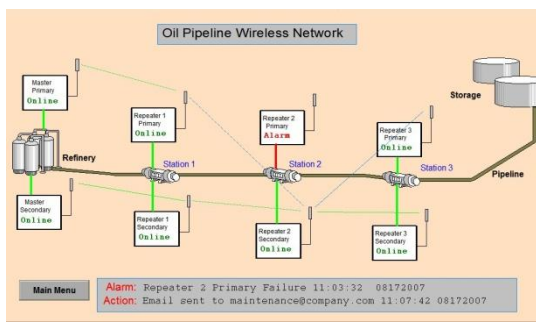 Oil Pipeline Wireless Network
Master
Primary
Online
Repeater 1
Primary
Online
Repeater 2
Primary
Alarm
Repeater 3
Primary
Online
Storage
Refinery
Station 1
Station 2
Station 3
Pipeline
Master
Secondary
Online
Repeater 1
Secondary
Online
Repeater 2
Secondary
Online
Repeater 3
Secondary
Online
Main Menu
Alarm: Repeater 2 Primary Failure 11:03:32 08172007
Action: Email sent to maintenance@company.com 11:07:42 08172007